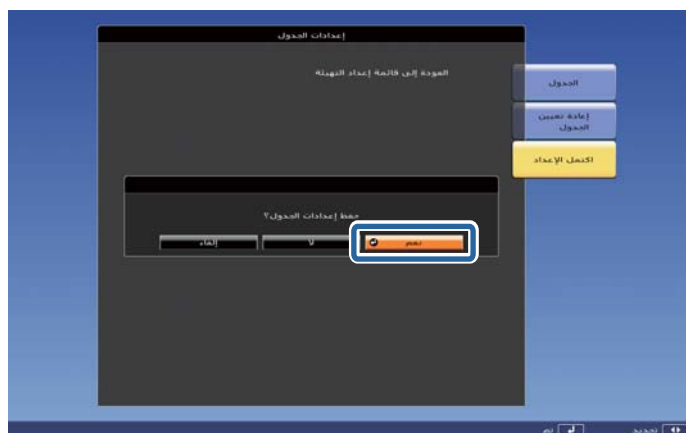 إعدادات الجدول
العودة إلى قائمة إعداد التهيئة
الجدول
إعادة تعيين
الجدول
اكتمل الإعداد
حفظ إعدادات الجدول؟
نعم
لا
إلغاء
تحديد
تم